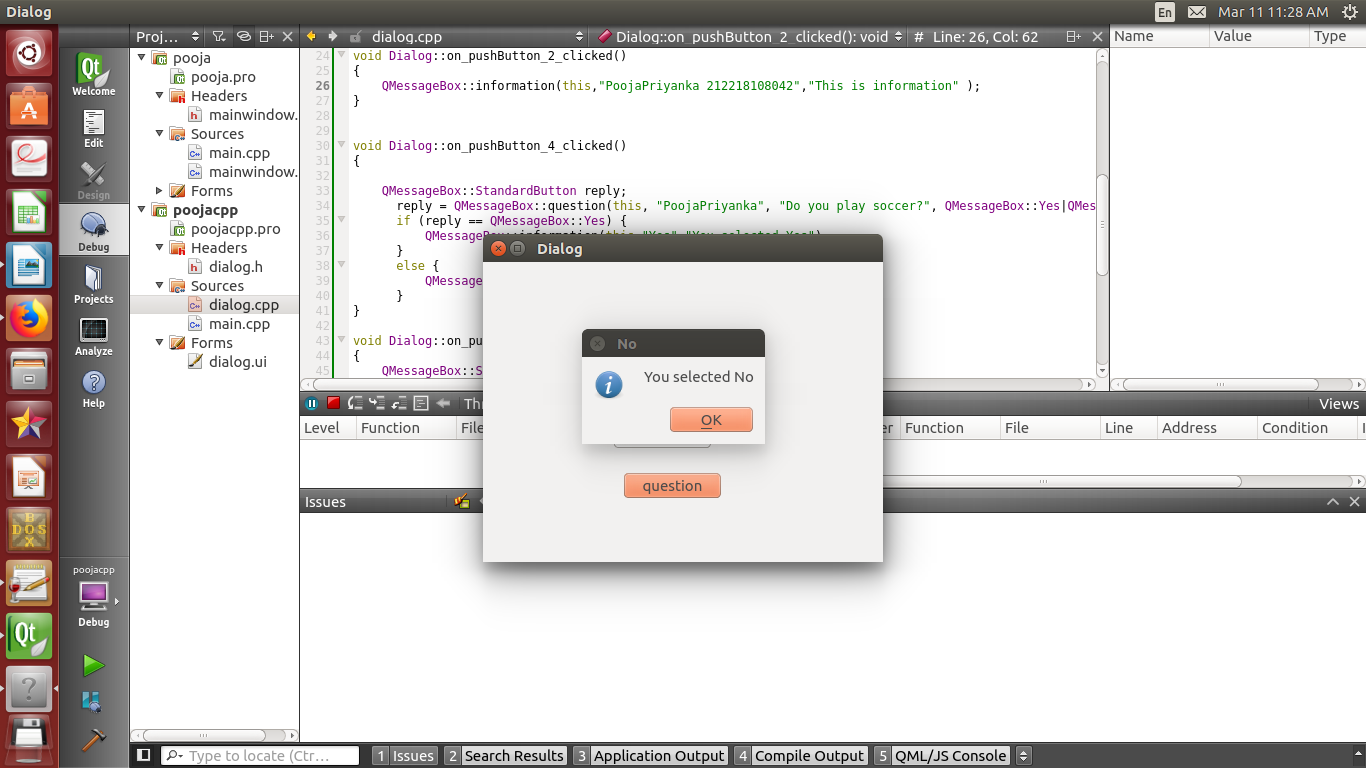 Dialog
En
Mar 11 11:28 AM
Proj...
dialog.cpp
Dialog::on_pushButton_2_clicked(): void
# Line: 26, Col: 62
Name Value Type
Qt
Welcome
Edit
Design
Debug
Projects
Analyze
Help
poojacpp
Debug
pooja
pooja.pro
Headers
mainwindow.
Sources
main.cpp
mainwindow.
Forms
poojacpp
poojacpp.pro
Headers
dialog.h
Sources
dialog.cpp
main.cpp
Forms
dialog.ui
24 void Dialog::on_pushButton_2_clicked()
25 {
26 QMessageBox::information(this,"PoojaPriyanka 212218108042","This is information" );
27 }
28
29
30 void Dialog::on_pushButton_4_clicked()
31 {
32
33 QMessageBox::StandardButton reply;
34 reply = QMessageBox::question(this, "PoojaPriyanka", "Do you play soccer?", QMessageBox::Yes|QMes
35 if (reply == QMessageBox::Yes) {
36 QMessageBox::information(this,"Yes","You selected Yes")
37 }
38 else {
39 QMessa
40 }
41 }
42
43 void Dialog::on_pu
44 {
45 QMessageBox::S
Dialog
No
You selected No
OK
question
Thr
Views
Level Function File
er Function File Line Address Condition I
Issues
Type to locate (Ctr...
1 Issues
2 Search Results
3 Application Output
4 Compile Output
5 QML/JS Console